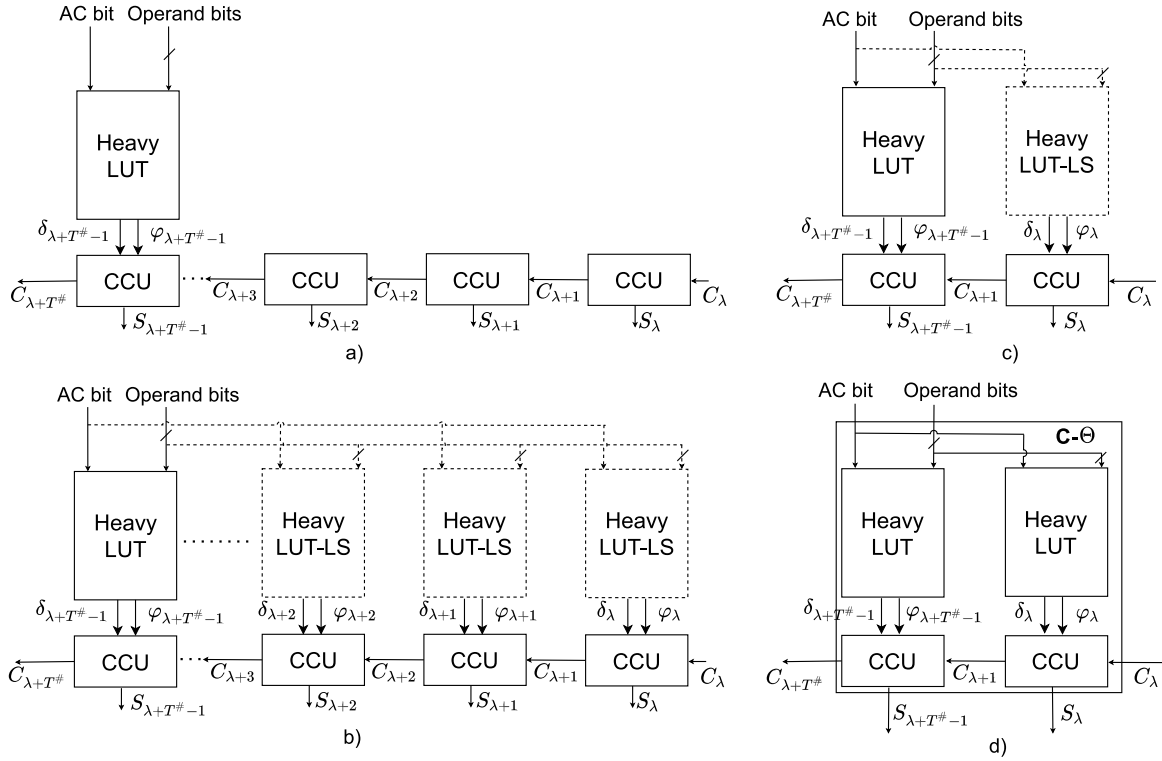 AC bit Operand bits
Heavy
LUT
δλ+T#−1 φλ+T#−1
CCU ··· CCU CCU CCU
Cλ+T# Cλ+3 Cλ+2 Cλ+1 Cλ
Sλ+T#−1 Sλ+2 Sλ+1 Sλ
a)
AC bit Operand bits
Heavy Heavy Heavy Heavy
LUT ······· LUT-LS LUT-LS LUT-LS
δλ+T#−1 φλ+T#−1 δλ+2 φλ+2 δλ+1 φλ+1 δλ φλ
CCU ··· CCU CCU CCU
Cλ+T# Cλ+3 Cλ+2 Cλ+1 Cλ
Sλ+T#−1 Sλ+2 Sλ+1 Sλ
b)
AC bit Operand bits
Heavy Heavy
LUT LUT-LS
δλ+T#−1 φλ+T#−1 δλ φλ
CCU CCU
Cλ+T# Cλ+1 Cλ
Sλ+T#−1 Sλ
c)
AC bit Operand bits
C-Θ
Heavy Heavy
LUT LUT
δλ+T#−1 φλ+T#−1 δλ φλ
CCU CCU
Cλ+T# Cλ+1 Cλ
Sλ+T#−1 Sλ
d)